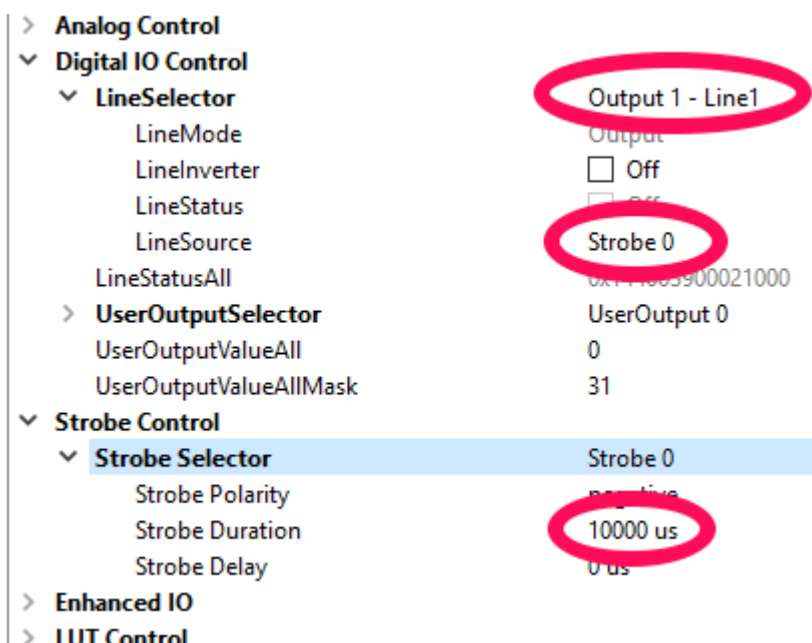 Analog Control
Digital IO Control
LineSelector Output 1 - Line1
LineMode Output
LineInverter Off
LineStatus Off
LineSource Strobe 0
LineStatusAll
UserOutputSelector UserOutput 0
UserOutputValueAll 0
UserOutputValueAllMask 31
Strobe Control
Strobe Selector Strobe 0
Strobe Polarity negative
Strobe Duration 10000 us
Strobe Delay 0 us
Enhanced IO
LUT Control